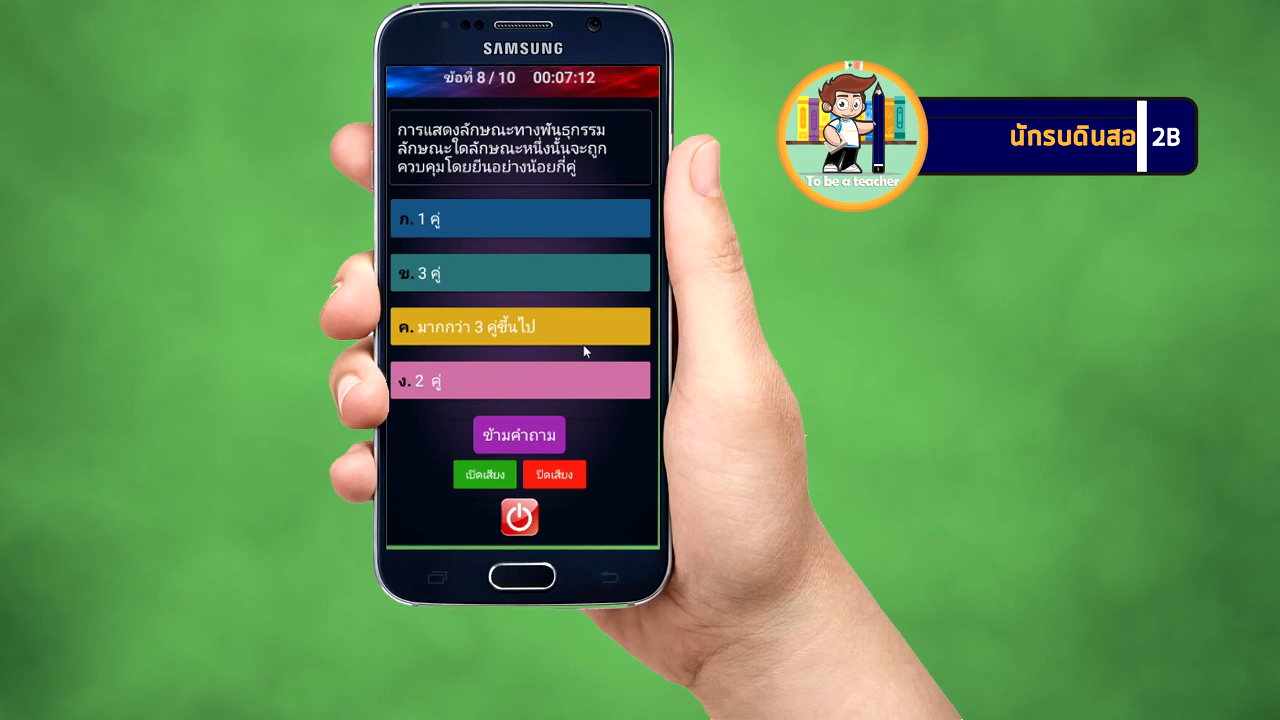 SAMSUNG
ข้อที่ 8 / 10 00:07:12
การแสดงลักษณะทางพันธุกรรม
ลักษณะใดลักษณะหนึ่งนั้นจะถูก
ควบคุมโดยยีนอย่างน้อยกี่คู่
ก. 1 คู่
ข. 3 คู่
ค. มากกว่า 3 คู่ขึ้นไป
ง. 2 คู่
ข้ามคำถาม
เปิดเสียง ปิดเสียง
To be a teacher
นักรบดินสอ 2B